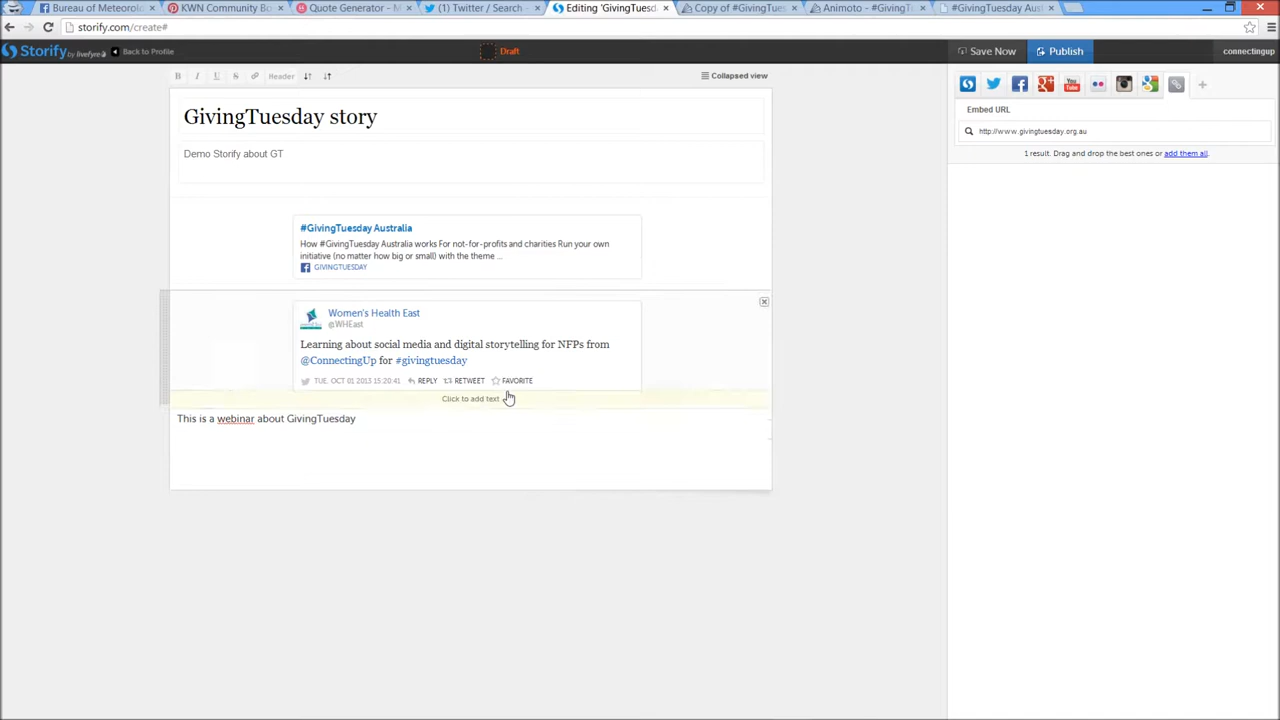 Bureau of Meteorolo
KWN Community Bo
Quote Generator - M
(1) Twitter / Search -
Editing 'GivingTuesd
Copy of #GivingTues
Animoto - #GivingTu
#GivingTuesday Aust
storify.com/create#
Storify by livefyre
Back to Profile
Draft
Save Now
Publish
connectingup
B I U S Header
Collapsed view
GivingTuesday story
Demo Storify about GT
#GivingTuesday Australia
How #GivingTuesday Australia works For not-for-profits and charities Run your own
initiative (no matter how big or small) with the theme ...
GIVINGTUESDAY
Women's Health East
@WHEast
Learning about social media and digital storytelling for NFPs from
@ConnectingUp for #givingtuesday
TUE, OCT 01 2013 15:20:41 REPLY RETWEET FAVORITE
Click to add text
This is a webinar about GivingTuesday
You Tube
Embed URL
http://www.givingtuesday.org.au
1 result. Drag and drop the best ones or add them all.